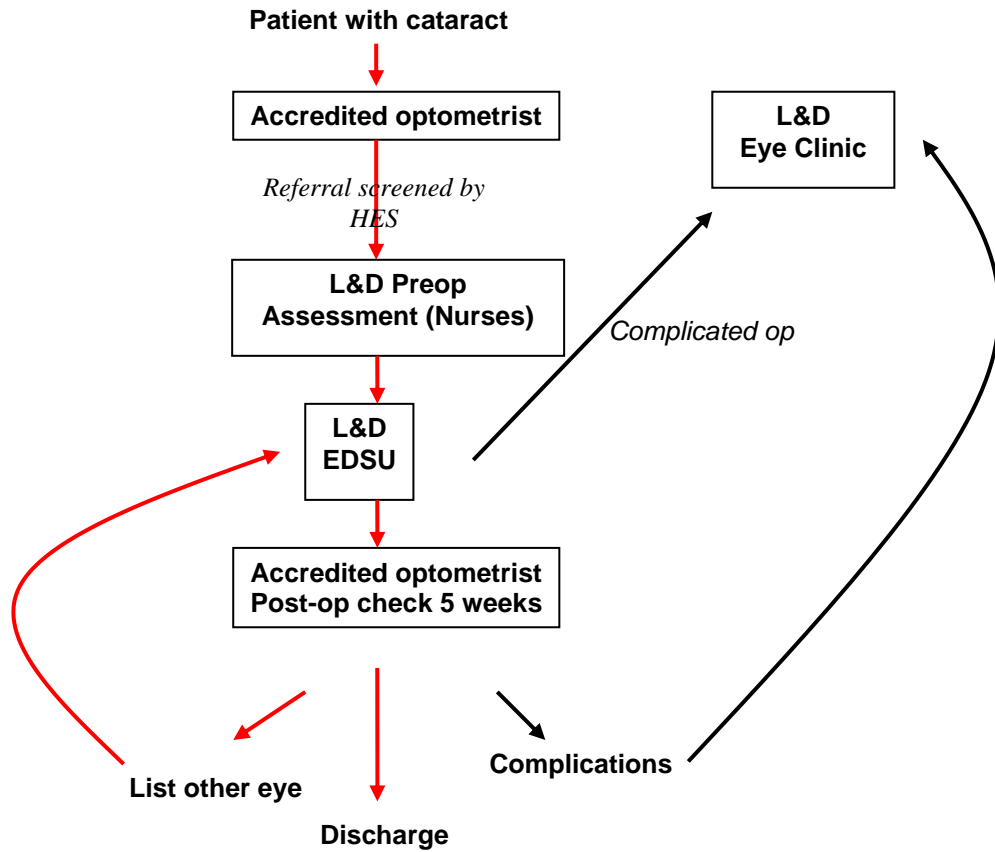 Patient with cataract
Accredited optometrist
L&D
Eye Clinic
Referral screened by
HES
L&D Preop
Assessment (Nurses)
Complicated op
L&D
EDSU
Accredited optometrist
Post-op check 5 weeks
Complications
List other eye
Discharge